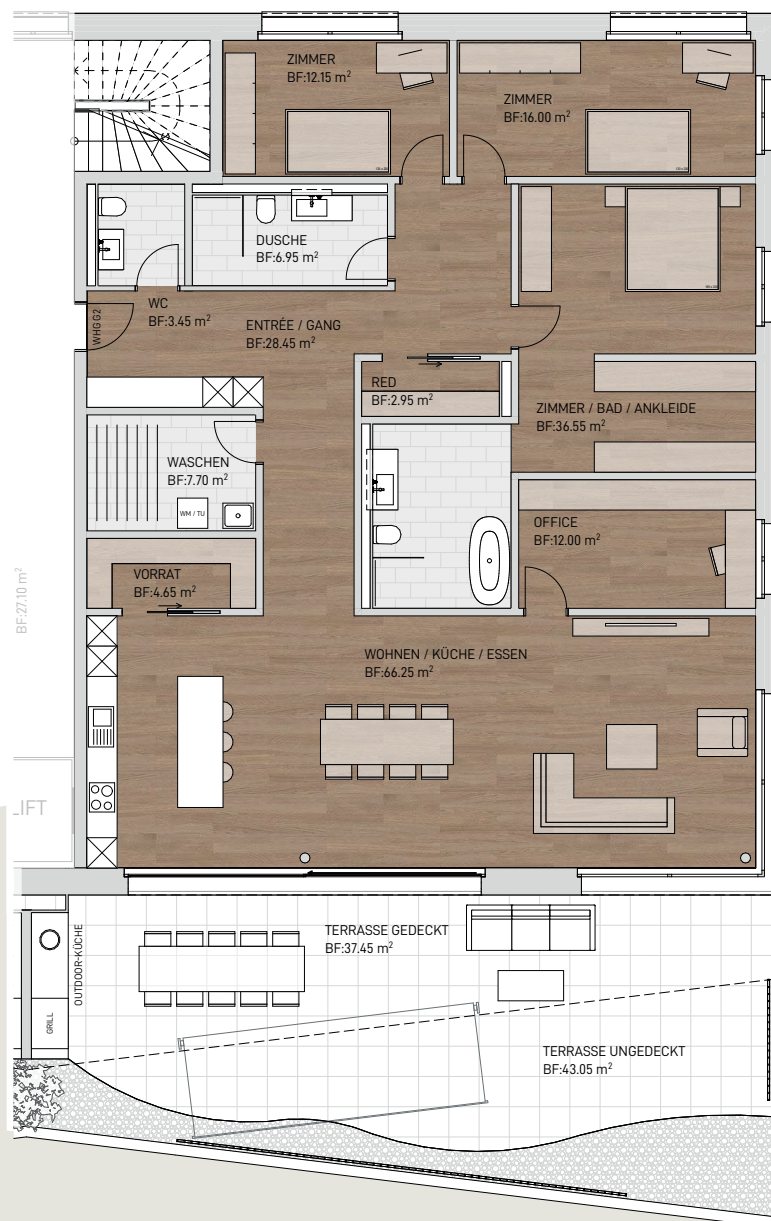 ZIMMER
BF:12.15 m²
ZIMMER
BF:16.00 m²
DUSCHE
BF:6.95 m²
WC
BF:3.45 m²
WHG G2
ENTRÉE / GANG
BF:28.45 m²
RED
BF:2.95 m²
ZIMMER / BAD / ANKLEIDE
BF:36.55 m²
WASCHEN
BF:7.70 m²
WM / TU
OFFICE
BF:12.00 m²
VORRAT
BF:4.65 m²
BF:27.10 m²
WOHNEN / KÜCHE / ESSEN
BF:66.25 m²
LIFT
OUTDOOR-KÜCHE
GRILL
TERRASSE GEDECKT
BF:37.45 m²
TERRASSE UNGEDECKT
BF:43.05 m²